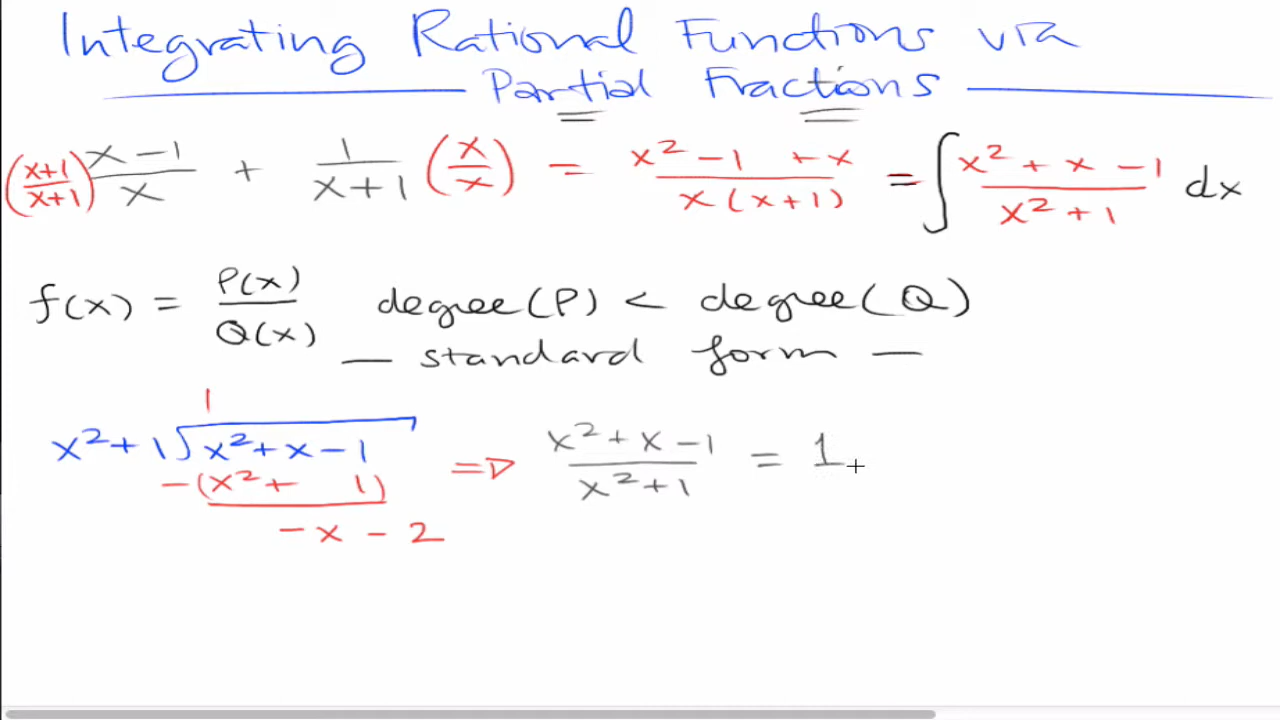 Integrating Rational Functions via
Partial Fractions
(x+1/x+1) x-1/x + 1/x+1 (x/x) = x² - 1 + x / x(x+1) = ∫ x² + x - 1 / x² + 1 dx
f(x) = P(x)/Q(x) degree(P) < degree(Q)
— standard form —
1
x² + 1 √ x² + x - 1 ⇒ x² + x - 1 / x² + 1 = 1
-(x² + 1)
-x - 2